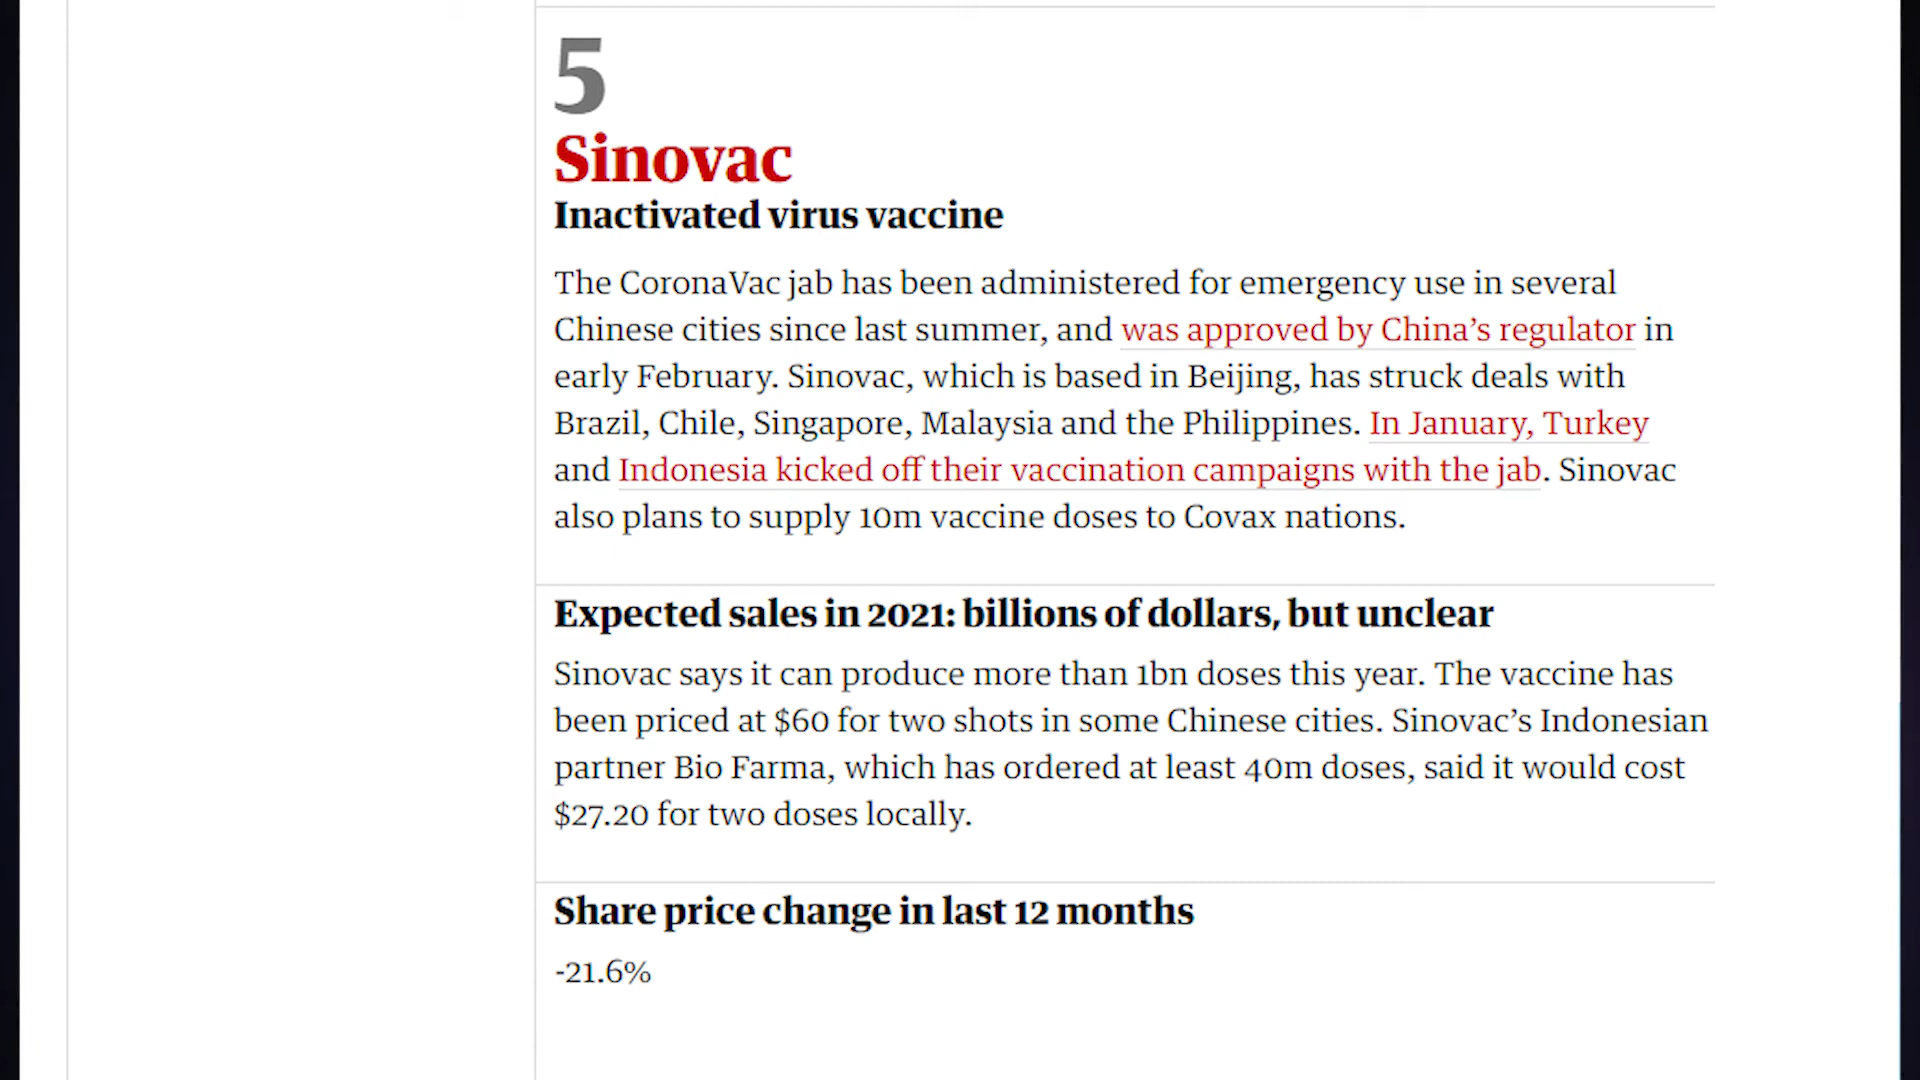 5
Sinovac
Inactivated virus vaccine
The CoronaVac jab has been administered for emergency use in several
Chinese cities since last summer, and was approved by China's regulator in
early February. Sinovac, which is based in Beijing, has struck deals with
Brazil, Chile, Singapore, Malaysia and the Philippines. In January, Turkey
and Indonesia kicked off their vaccination campaigns with the jab. Sinovac
also plans to supply 10m vaccine doses to Covax nations.
Expected sales in 2021: billions of dollars, but unclear
Sinovac says it can produce more than 1bn doses this year. The vaccine has
been priced at $60 for two shots in some Chinese cities. Sinovac's Indonesian
partner Bio Farma, which has ordered at least 40m doses, said it would cost
$27.20 for two doses locally.
Share price change in last 12 months
-21.6%